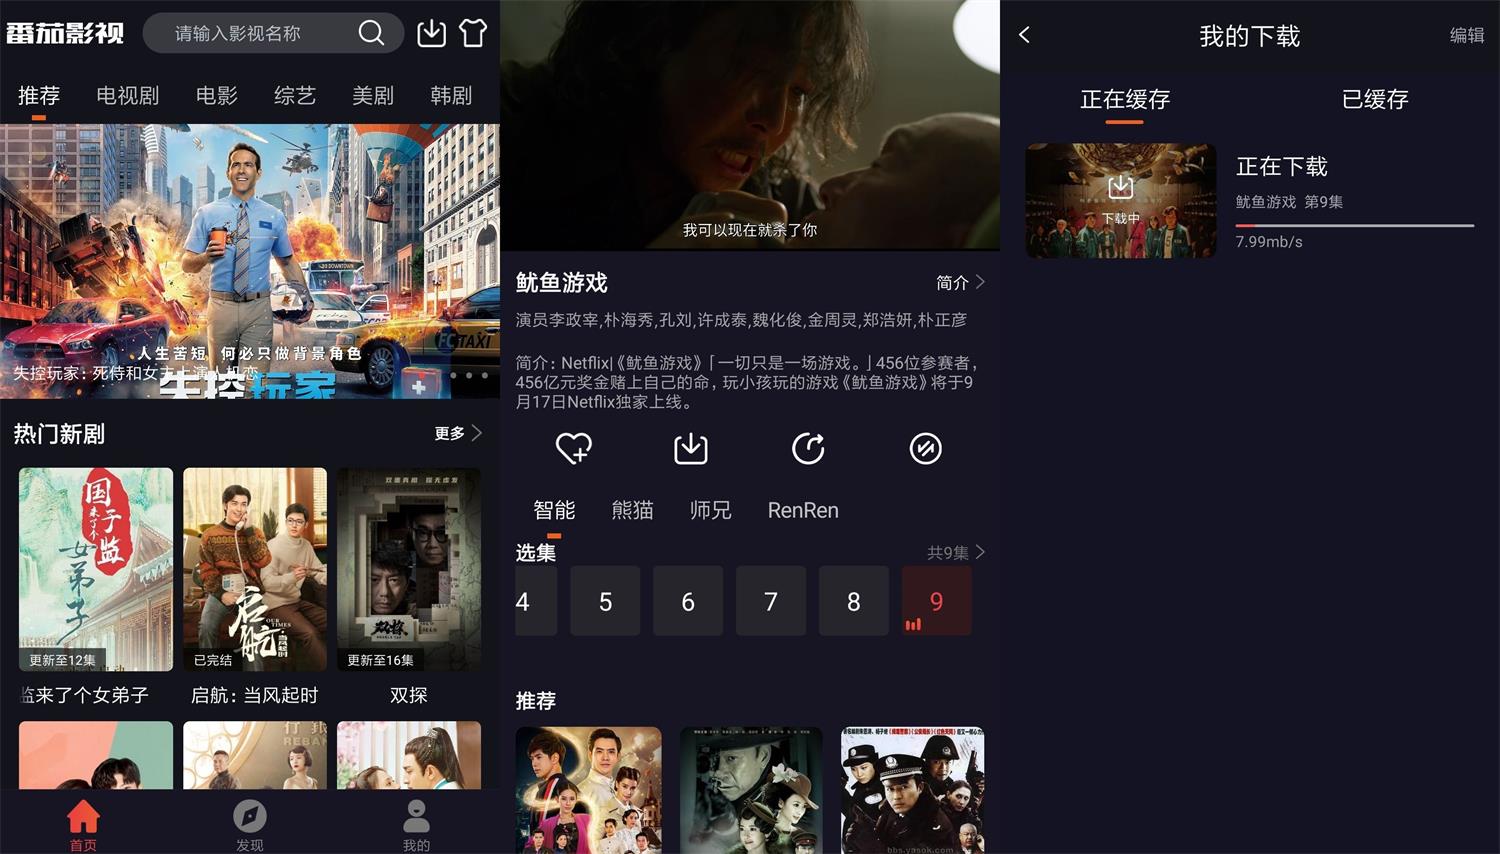 番茄影视
请输入影视名称
推荐 电视剧 电影 综艺 美剧 韩剧
人生苦短 何必只做背景角色
失控玩家：死侍和女主
失控玩家
TAXI
热门新剧
更多
国子监
来了个
女弟子
更新至12集
启航
当风起时
已完结
双探
更新至16集
监来了个女弟子
启航：当风起时
双探
首页
发现
我的
我可以现在就杀了你
鱿鱼游戏
简介
演员李政宰,朴海秀,孔刘,许成泰,魏化俊,金周灵,郑浩妍,朴正彦
简介：Netflix|《鱿鱼游戏》「一切只是一场游戏。」456位参赛者，
456亿元奖金赌上自己的命，玩小孩玩的游戏《鱿鱼游戏》将于9
月17日Netflix独家上线。
智能 熊猫 师兄 RenRen
选集
共9集
4 5 6 7 8 9
推荐
bbs.yasok.com
我的下载
编辑
正在缓存
已缓存
下载中
正在下载
鱿鱼游戏 第9集
7.99mb/s